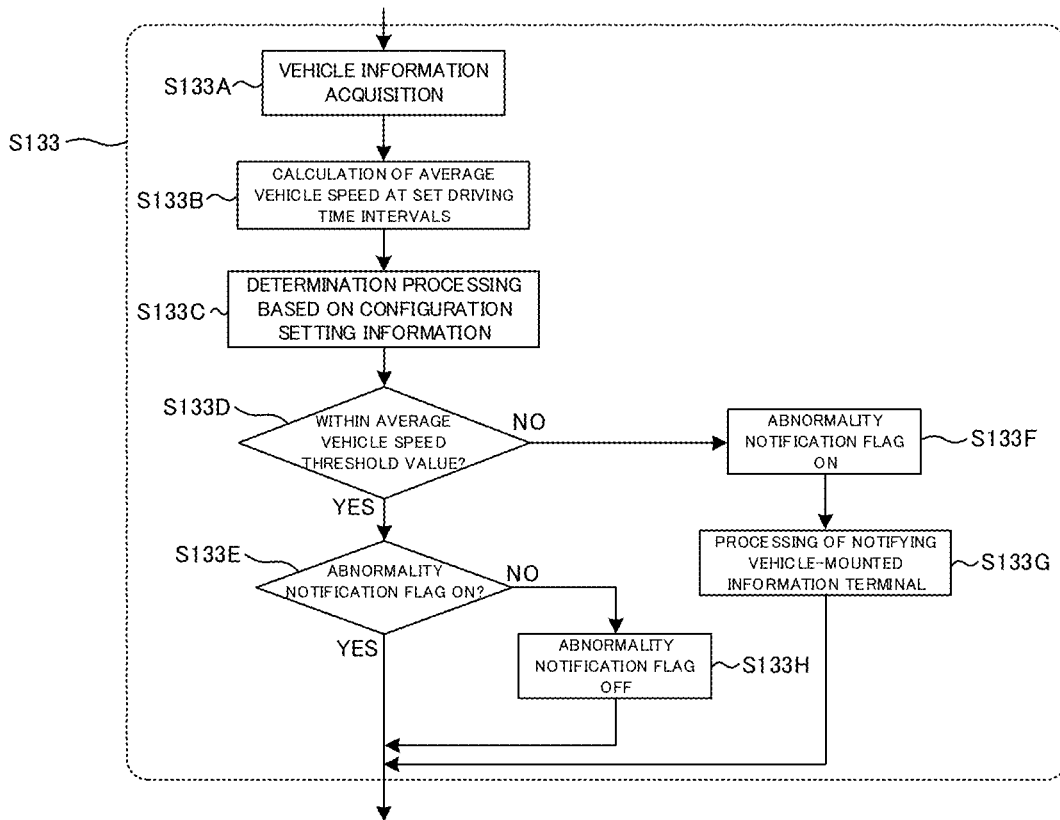 S133
S133A
VEHICLE INFORMATION
ACQUISITION
S133B
CALCULATION OF AVERAGE
VEHICLE SPEED AT SET DRIVING
TIME INTERVALS
S133C
DETERMINATION PROCESSING
BASED ON CONFIGURATION
SETTING INFORMATION
S133D
WITHIN AVERAGE
VEHICLE SPEED
THRESHOLD VALUE?
NO
YES
ABNORMALITY
NOTIFICATION FLAG
ON
S133F
S133E
ABNORMALITY
NOTIFICATION FLAG ON?
NO
YES
PROCESSING OF NOTIFYING
VEHICLE-MOUNTED
INFORMATION TERMINAL
S133G
ABNORMALITY
NOTIFICATION FLAG
OFF
S133H